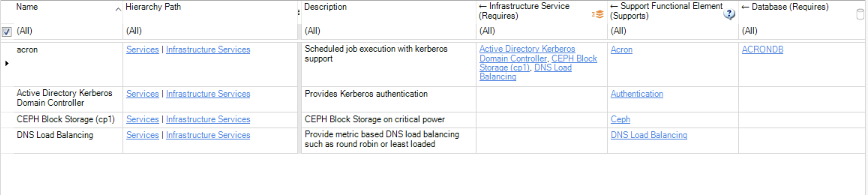 Name
Hierarchy Path
Description
← Infrastructure Service (Requires)
← Support Functional Element (Supports)
← Database (Requires)
(All)
(All)
(All)
(All)
(All)
(All)
acron
Services | Infrastructure Services
Scheduled job execution with kerberos
support
Active Directory Kerberos
Domain Controller, CEPH Block
Storage (cp1), DNS Load
Balancing
Acron
ACRONDB
Active Directory Kerberos
Domain Controller
Services | Infrastructure Services
Provides Kerberos authentication
Authentication
CEPH Block Storage (cp1)
Services | Infrastructure Services
CEPH Block Storage on critical power
Ceph
DNS Load Balancing
Services | Infrastructure Services
Provide metric based DNS load balancing
such as round robin or least loaded
DNS Load Balancing